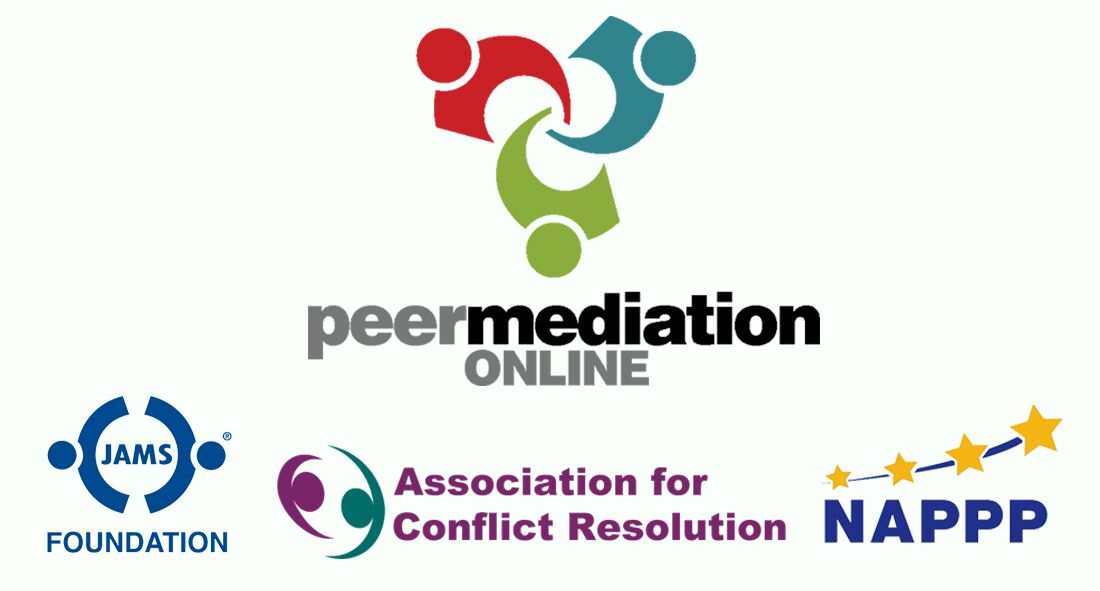 peermediation
ONLINE
JAMS
®
FOUNDATION
Association for
Conflict Resolution
NAPPP